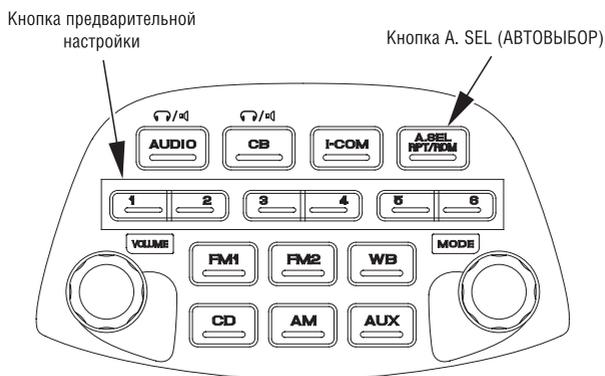 Кнопка предварительной
настройки
Кнопка A. SEL (АВТОВЫБОР)
AUDIO
CB
I-COM
A.SEL
RPT/RDM
1 2 3 4 5 6
VOLUME
MODE
FM1 FM2 WB
CD AM AUX